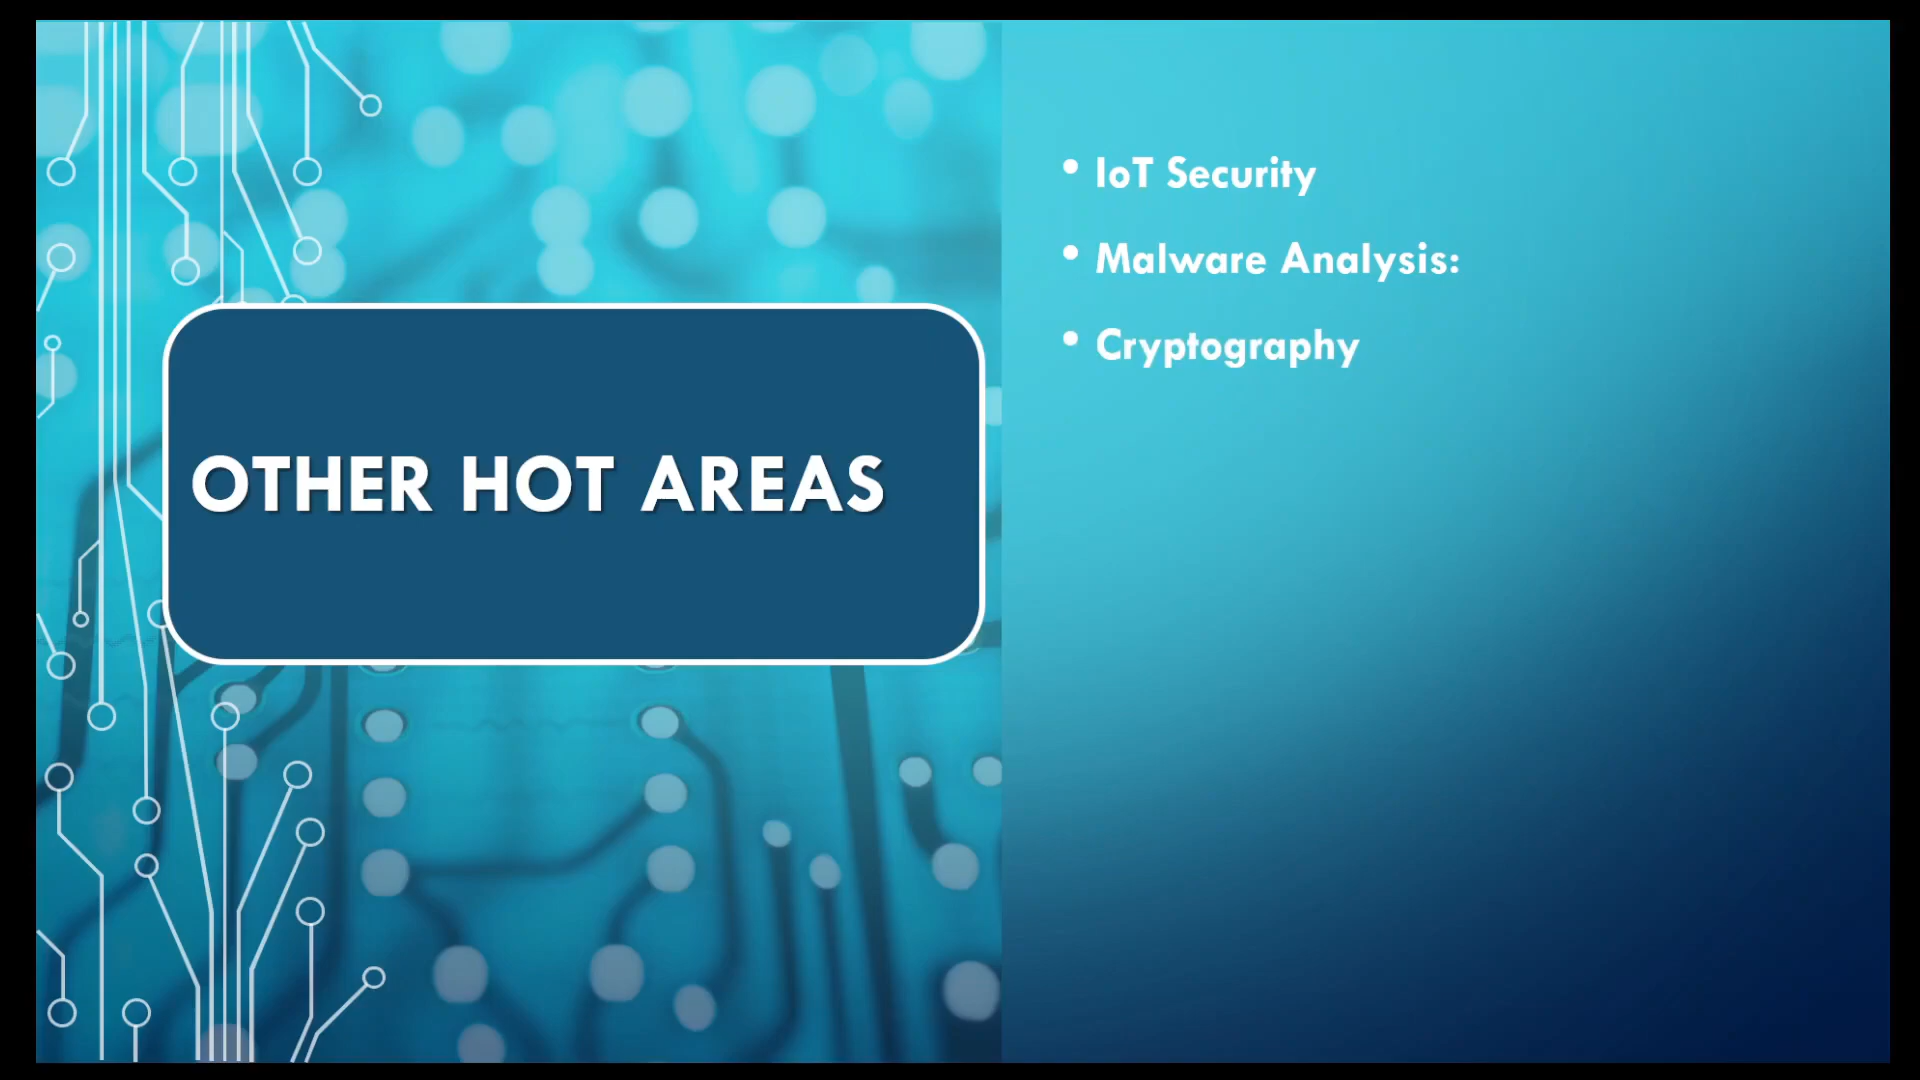 OTHER HOT AREAS
• IoT Security
• Malware Analysis:
• Cryptography